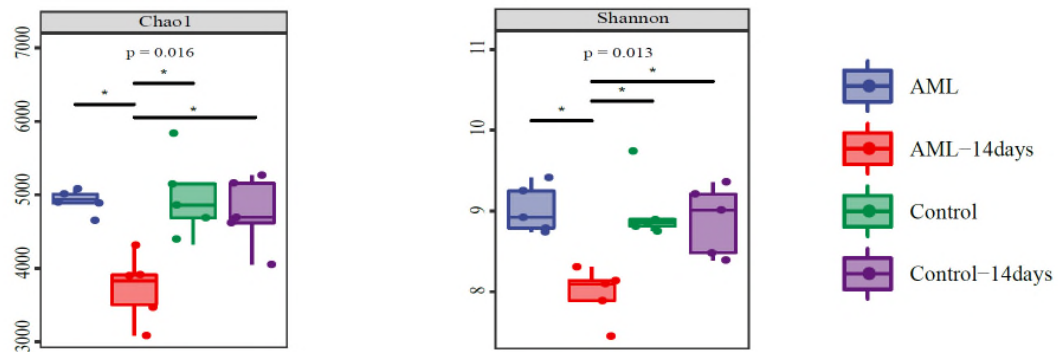 Chao1
p = 0.016
*
*
*
7000
6000
5000
4000
3000
Shannon
p = 0.013
*
*
*
11
10
9
8
AML
AML−14days
Control
Control−14days